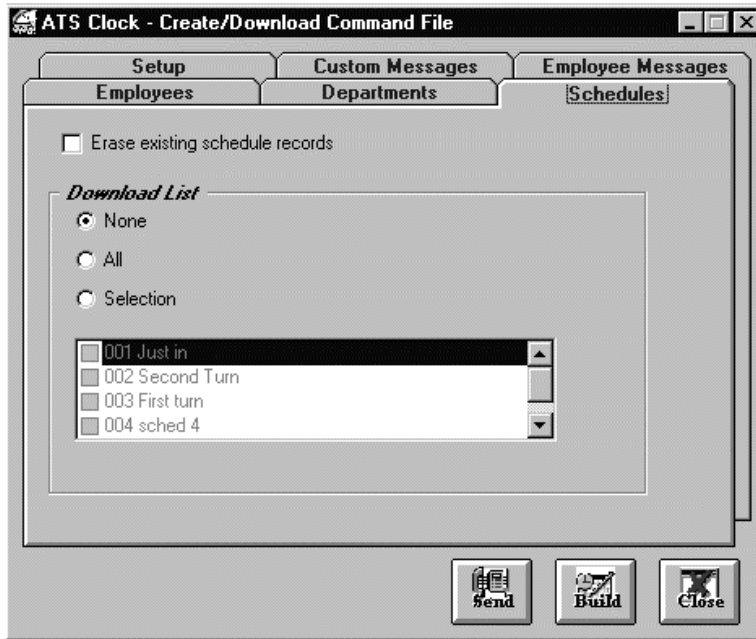 ATS Clock - Create/Download Command File
Setup Custom Messages Employee Messages
Employees Departments Schedules
Erase existing schedule records
Download List
None
All
Selection
001 Just in
002 Second Turn
003 First turn
004 sched 4
Send Build Close